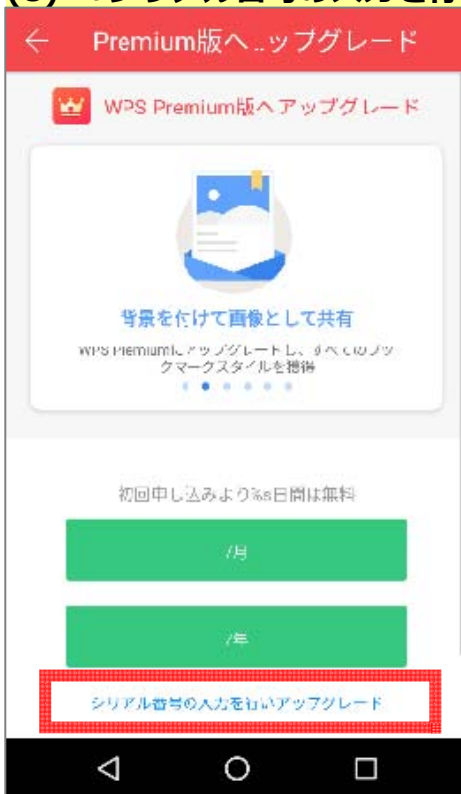 Premium版へ...ップグレード
WPS Premium版へアップグレード
背景を付けて画像として共有
WPS Premiumにアップグレードし、すべてのブッ
クマークスタイルを獲得
初回申し込みより%s日間は無料
/月
/年
シリアル番号の入力を行いアップグレード